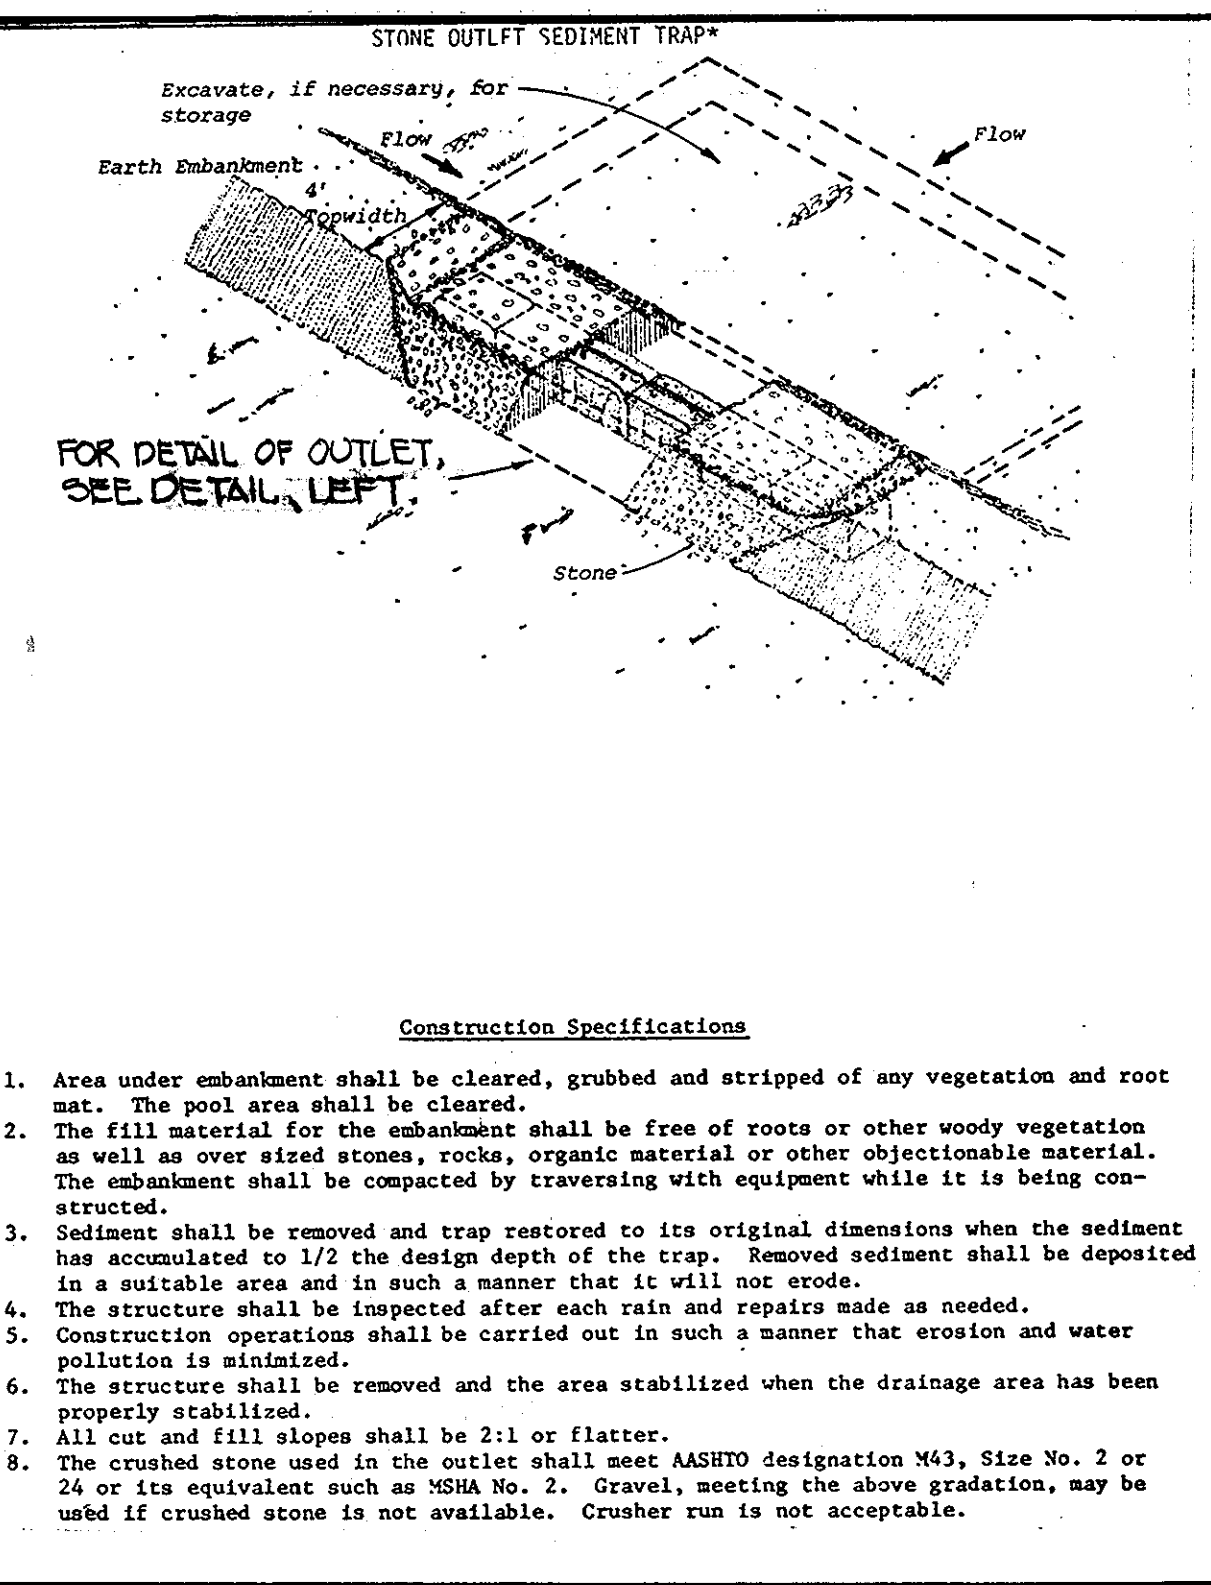 STONE OUTLET SEDIMENT TRAP*
Excavate, if necessary, for
storage
Flow
Flow
Earth Embankment
4'
Topwidth
FOR DETAIL OF OUTLET,
SEE DETAIL, LEFT.
Stone
Construction Specifications
1. Area under embankment shall be cleared, grubbed and stripped of any vegetation and root
mat. The pool area shall be cleared.
2. The fill material for the embankment shall be free of roots or other woody vegetation
as well as over sized stones, rocks, organic material or other objectionable material.
The embankment shall be compacted by traversing with equipment while it is being con-
structed.
3. Sediment shall be removed and trap restored to its original dimensions when the sediment
has accumulated to 1/2 the design depth of the trap. Removed sediment shall be deposited
in a suitable area and in such a manner that it will not erode.
4. The structure shall be inspected after each rain and repairs made as needed.
5. Construction operations shall be carried out in such a manner that erosion and water
pollution is minimized.
6. The structure shall be removed and the area stabilized when the drainage area has been
properly stabilized.
7. All cut and fill slopes shall be 2:1 or flatter.
8. The crushed stone used in the outlet shall meet AASHTO designation M43, Size No. 2 or
24 or its equivalent such as MSHA No. 2. Gravel, meeting the above gradation, may be
used if crushed stone is not available. Crusher run is not acceptable.